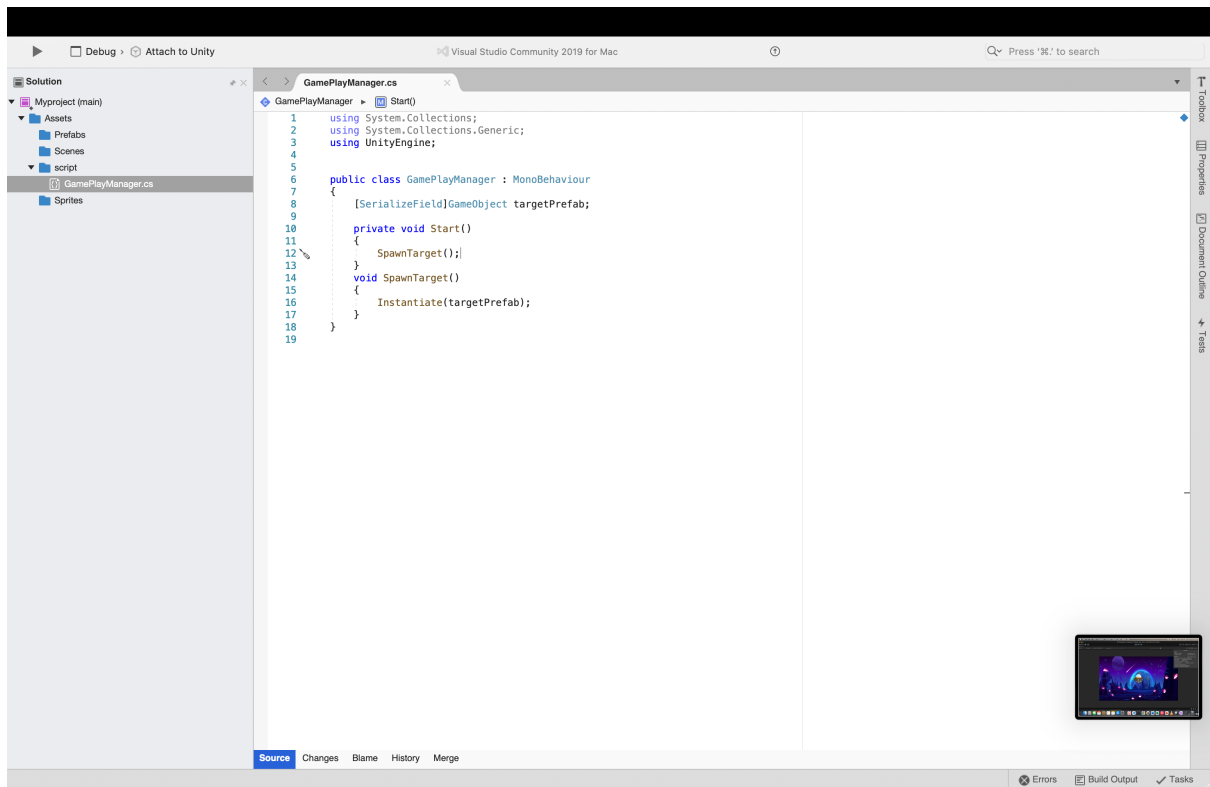 Debug › Attach to Unity
Visual Studio Community 2019 for Mac
Press '⌘.' to search
Solution
Myproject (main)
Assets
Prefabs
Scenes
script
GamePlayManager.cs
Sprites
GamePlayManager.cs
GamePlayManager ▸ M Start()
1 using System.Collections;
2 using System.Collections.Generic;
3 using UnityEngine;
4
5
6 public class GamePlayManager : MonoBehaviour
7 {
8 [SerializeField]GameObject targetPrefab;
9
10 private void Start()
11 {
12 SpawnTarget();
13 }
14 void SpawnTarget()
15 {
16 Instantiate(targetPrefab);
17 }
18 }
19
Toolbox
Properties
Document Outline
Tests
Source Changes Blame History Merge
Errors Build Output Tasks